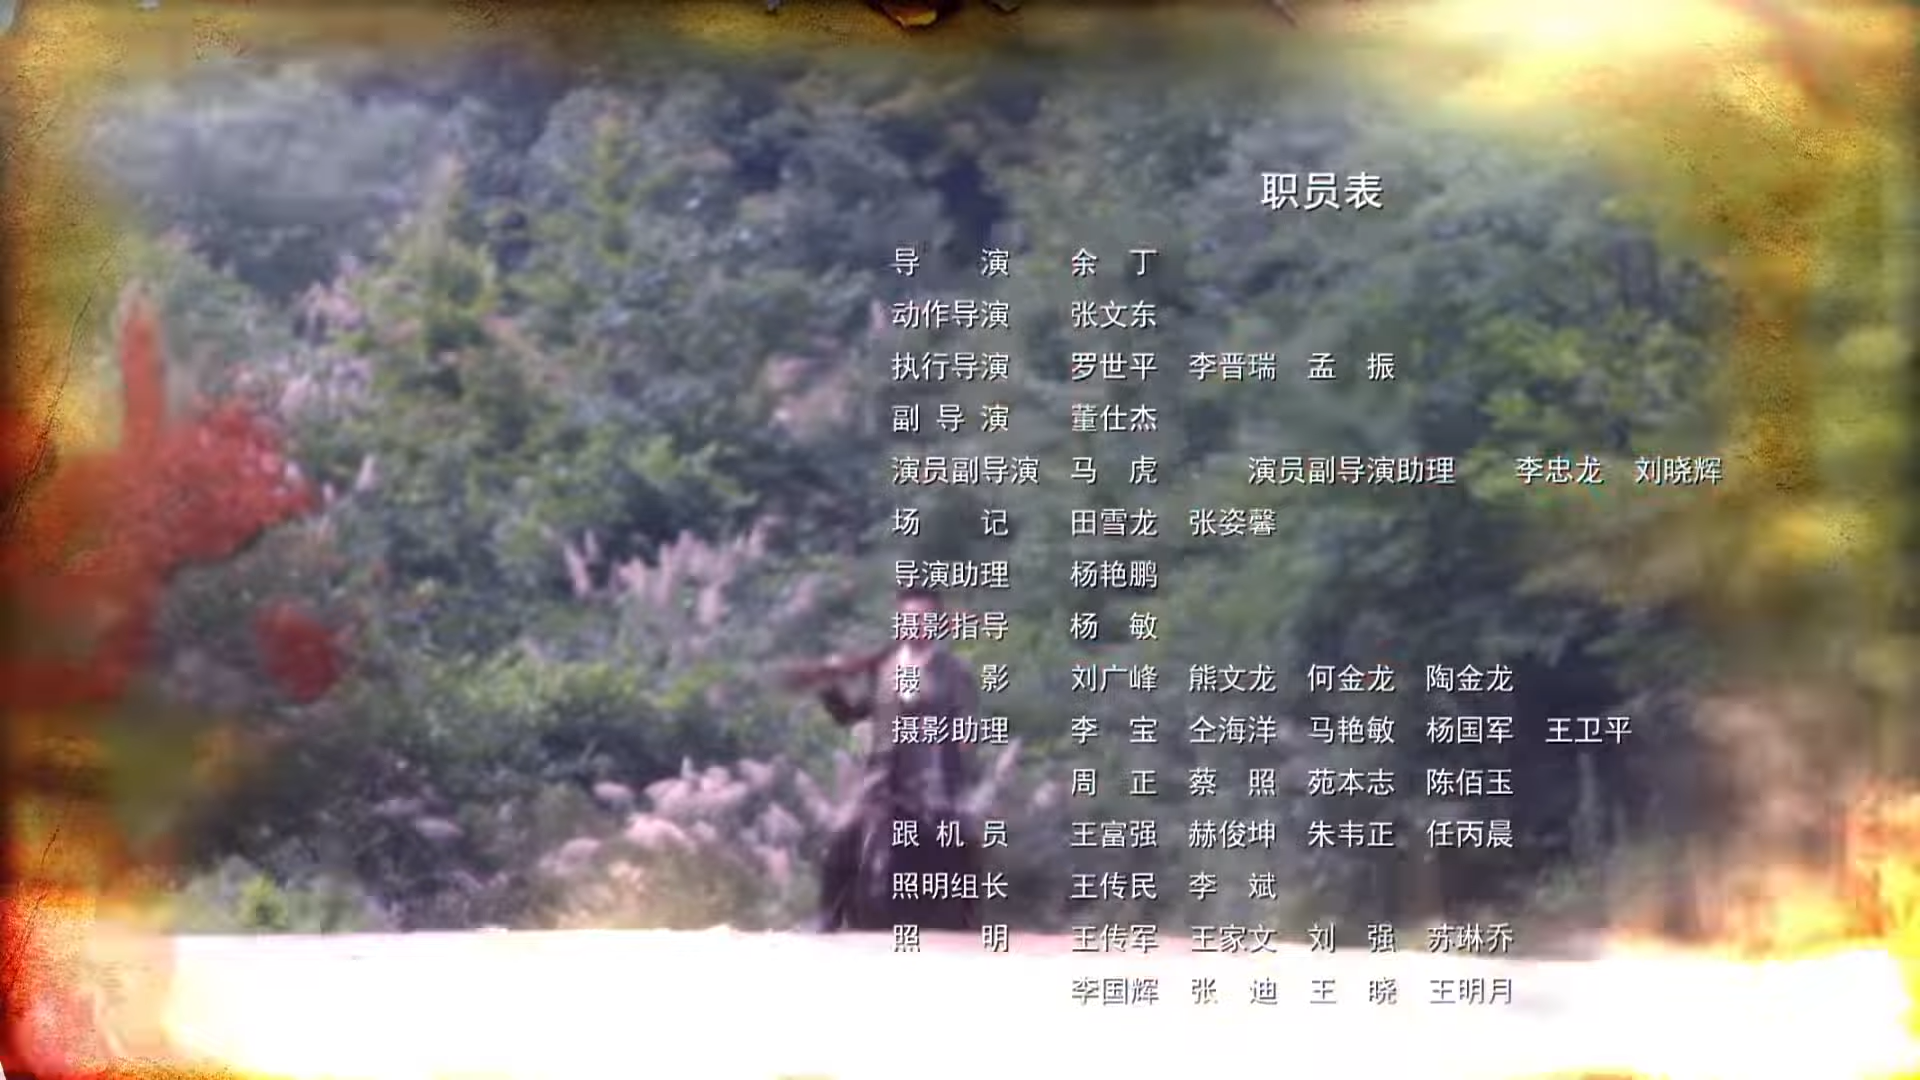 职员表
导 演 余 丁
动作导演 张文东
执行导演 罗世平 李晋瑞 孟 振
副 导 演 董仕杰
演员副导演 马 虎 演员副导演助理 李忠龙 刘晓辉
场 记 田雪龙 张姿馨
导演助理 杨艳鹏
摄影指导 杨 敏
摄 影 刘广峰 熊文龙 何金龙 陶金龙
摄影助理 李 宝 仝海洋 马艳敏 杨国军 王卫平
周 正 蔡 照 苑本志 陈佰玉
跟 机 员 王富强 赫俊坤 朱韦正 任丙晨
照明组长 王传民 李 斌
照 明 王传军 王家文 刘 强 苏琳乔
李国辉 张 迪 王 晓 王明月